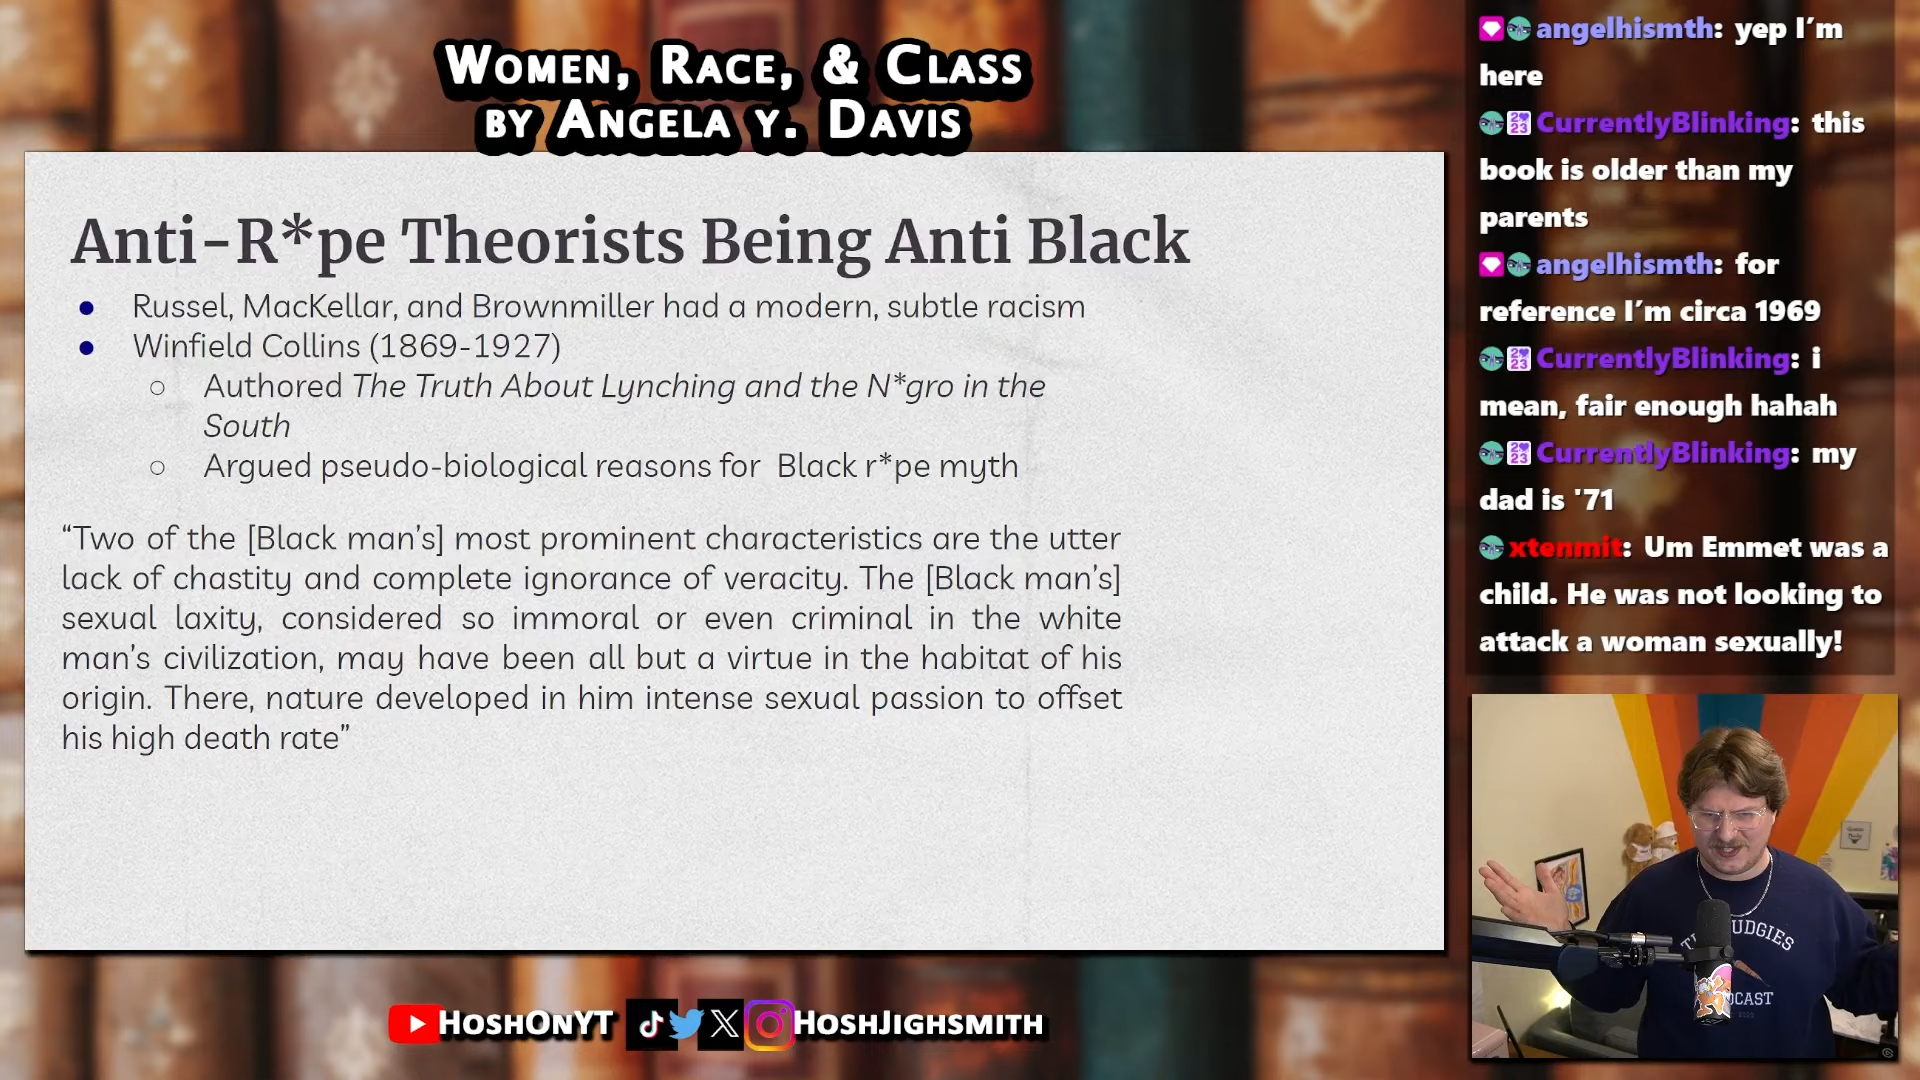 Women, Race, & Class
by Angela y. Davis
Anti-R*pe Theorists Being Anti Black
● Russel, MacKellar, and Brownmiller had a modern, subtle racism
● Winfield Collins (1869-1927)
○ Authored The Truth About Lynching and the N*gro in the
South
○ Argued pseudo-biological reasons for Black r*pe myth
“Two of the [Black man’s] most prominent characteristics are the utter
lack of chastity and complete ignorance of veracity. The [Black man’s]
sexual laxity, considered so immoral or even criminal in the white
man’s civilization, may have been all but a virtue in the habitat of his
origin. There, nature developed in him intense sexual passion to offset
his high death rate”
HoshOnYT HoshJighsmith
angelhismth: yep I’m
here
CurrentlyBlinking: this
book is older than my
parents
angelhismth: for
reference I’m circa 1969
CurrentlyBlinking: i
mean, fair enough hahah
CurrentlyBlinking: my
dad is '71
xtenmit: Um Emmet was a
child. He was not looking to
attack a woman sexually!